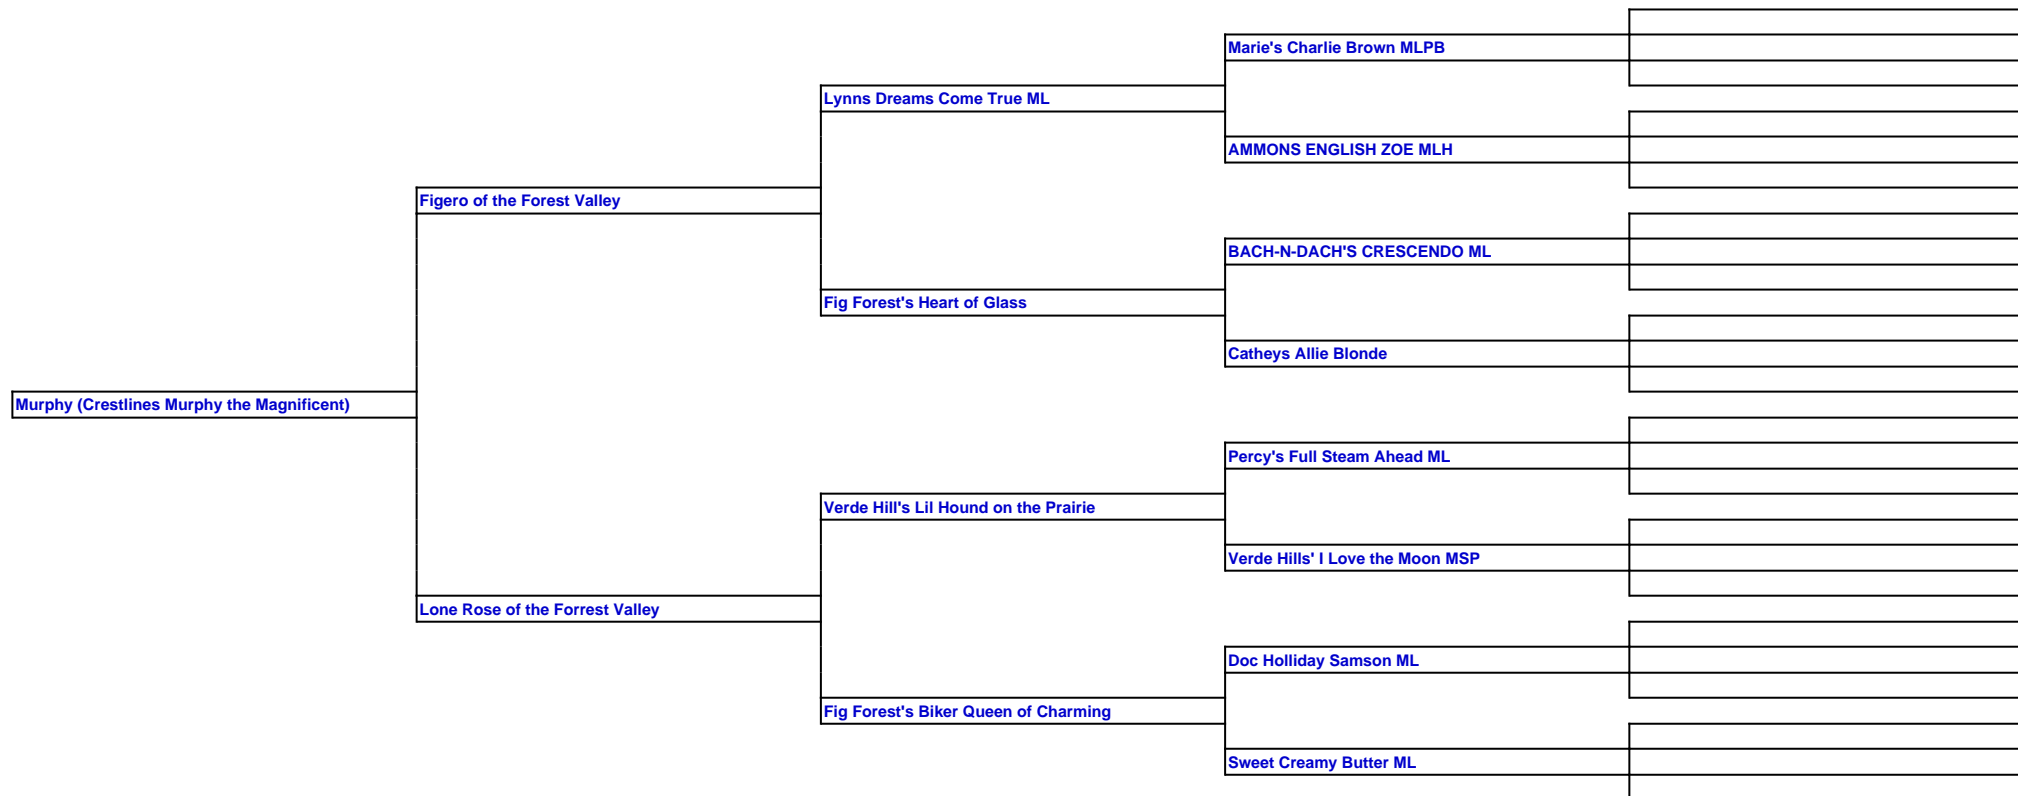 Marie's Charlie Brown MLPB
Lynns Dreams Come True ML
AMMONS ENGLISH ZOE MLH
Figero of the Forest Valley
BACH-N-DACH'S CRESCENDO ML
Fig Forest's Heart of Glass
Catheys Allie Blonde
Murphy (Crestlines Murphy the Magnificent)
Percy's Full Steam Ahead ML
Verde Hill's Lil Hound on the Prairie
Verde Hills' I Love the Moon MSP
Lone Rose of the Forrest Valley
Doc Holliday Samson ML
Fig Forest's Biker Queen of Charming
Sweet Creamy Butter ML